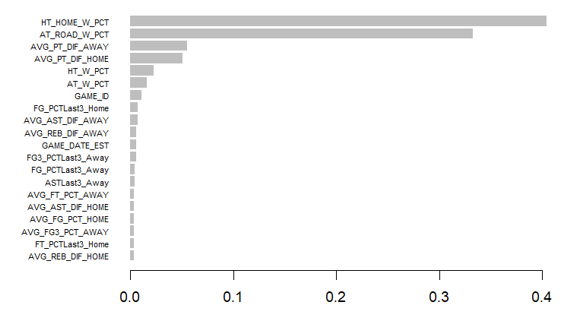 HT_HOME_W_PCT
AT_ROAD_W_PCT
AVG_PT_DIF_AWAY
AVG_PT_DIF_HOME
HT_W_PCT
AT_W_PCT
GAME_ID
FG_PCTLast3_Home
AVG_AST_DIF_AWAY
AVG_REB_DIF_AWAY
GAME_DATE_EST
FG3_PCTLast3_Away
FG_PCTLast3_Away
ASTLast3_Away
AVG_FT_PCT_AWAY
AVG_AST_DIF_HOME
AVG_FG_PCT_HOME
AVG_FG3_PCT_AWAY
FT_PCTLast3_Home
AVG_REB_DIF_HOME
0.0 0.1 0.2 0.3 0.4